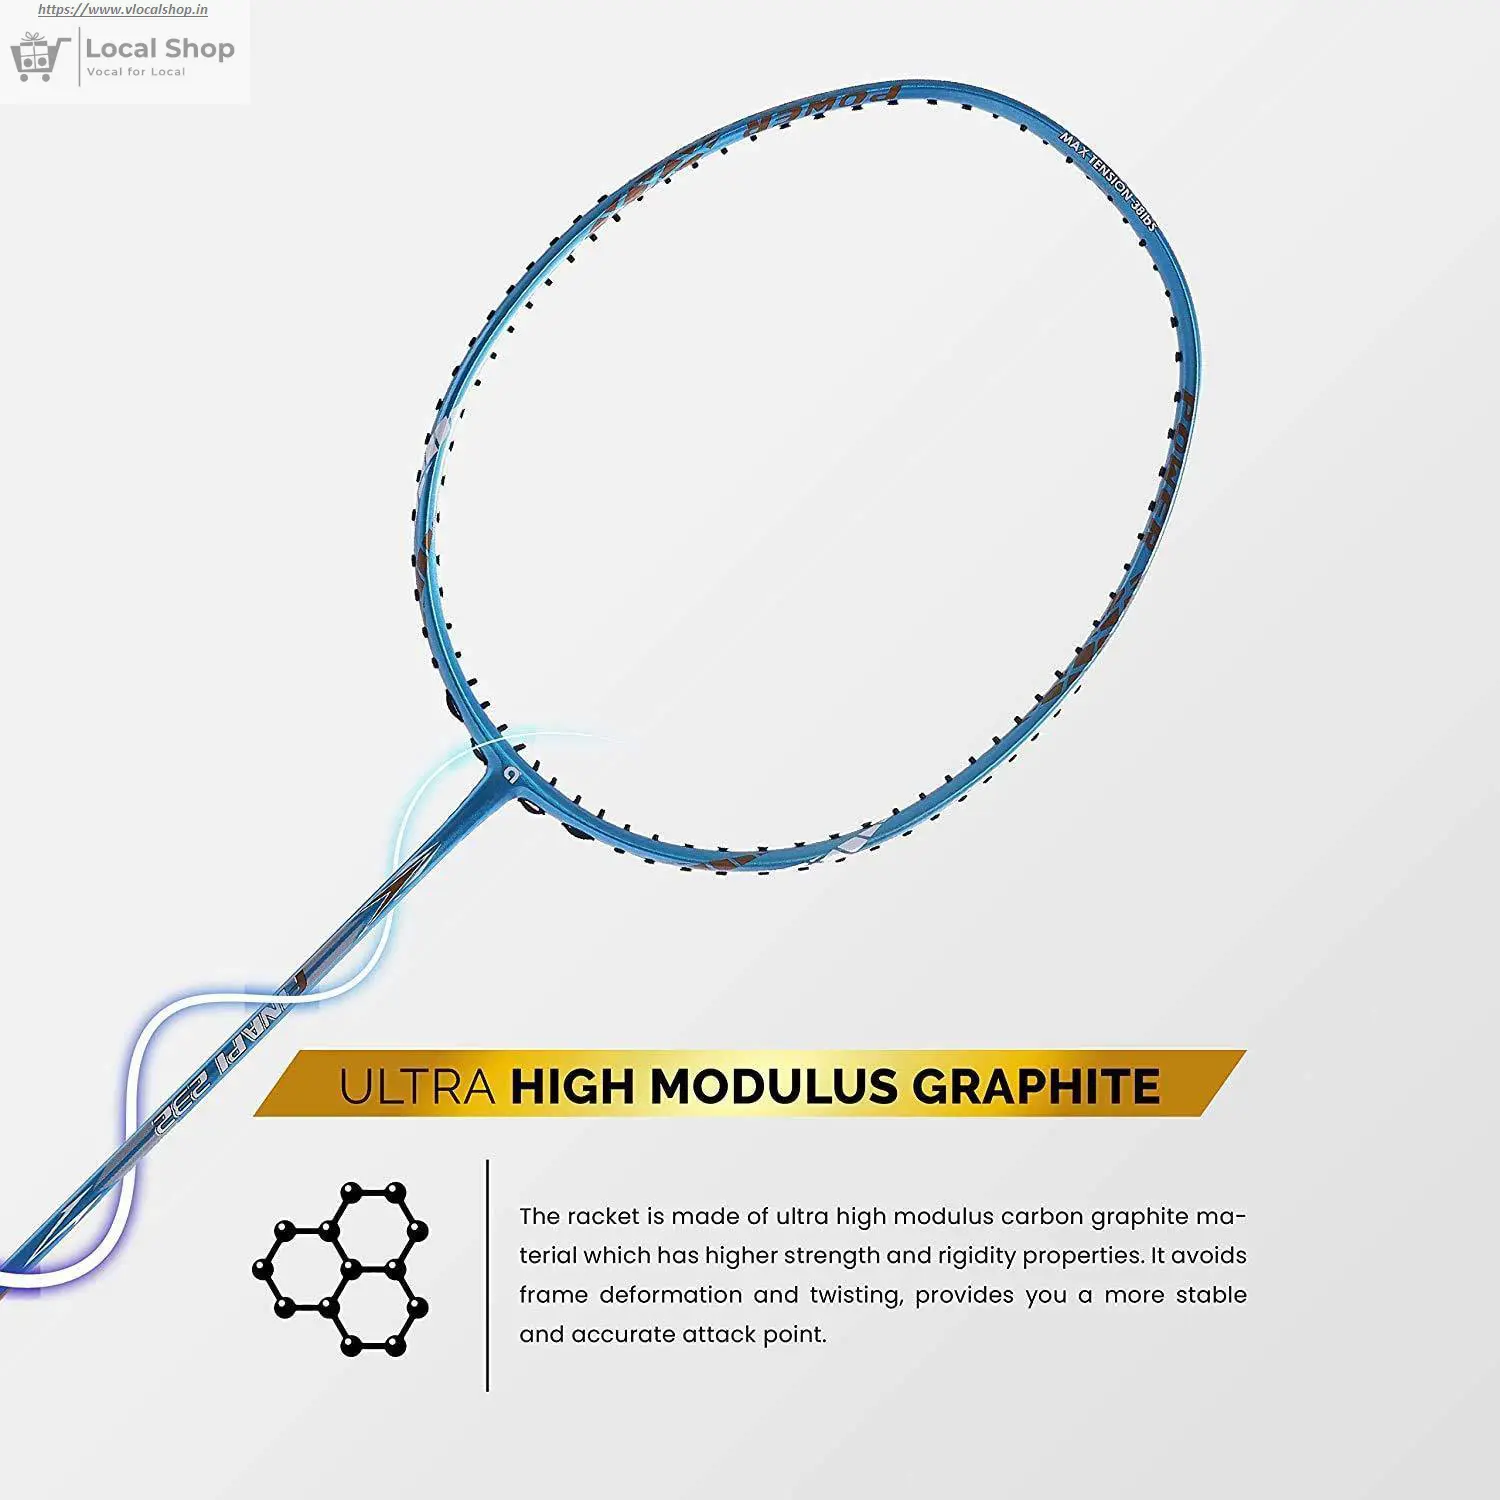 https://www.vlocalshop.in
Local Shop
Vocal for Local
POWER
MAX-TENSION-38lbS
POWER
FINAPI 232
ULTRA HIGH MODULUS GRAPHITE
The racket is made of ultra high modulus carbon graphite ma-
terial which has higher strength and rigidity properties. It avoids
frame deformation and twisting, provides you a more stable
and accurate attack point.